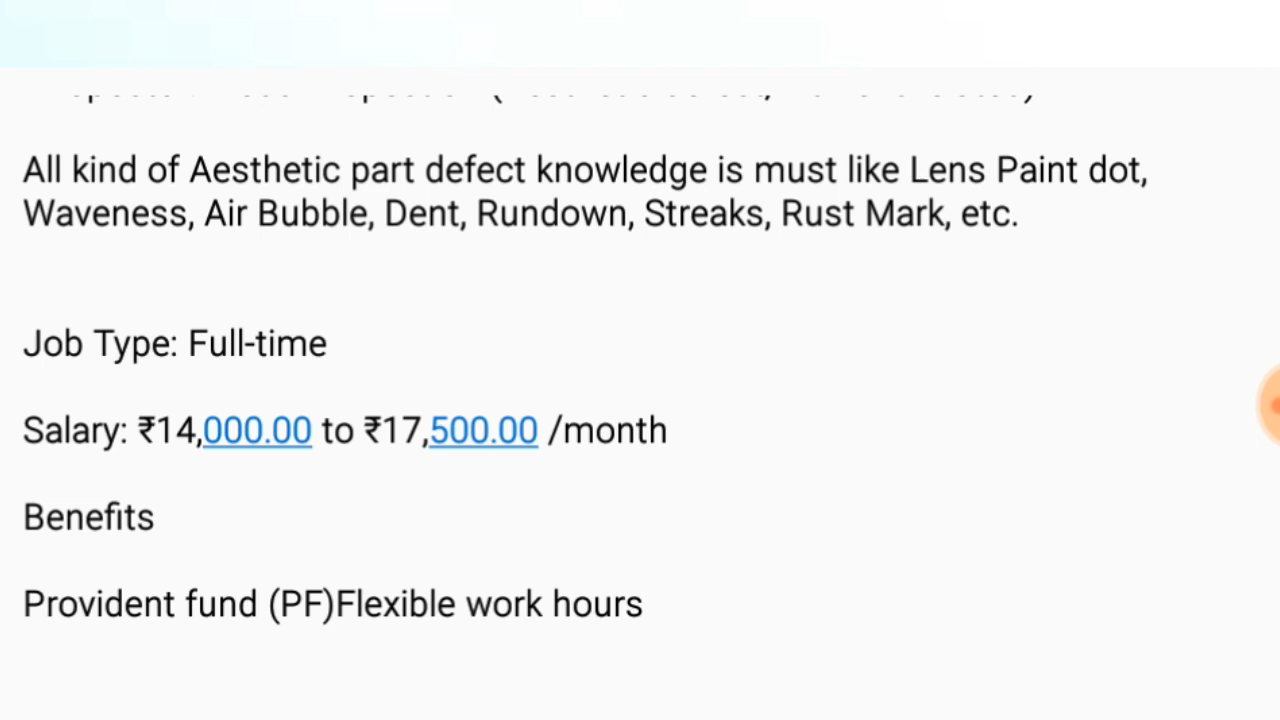 All kind of Aesthetic part defect knowledge is must like Lens Paint dot,
Waveness, Air Bubble, Dent, Rundown, Streaks, Rust Mark, etc.
Job Type: Full-time
Salary: ₹14,000.00 to ₹17,500.00 /month
Benefits
Provident fund (PF)Flexible work hours